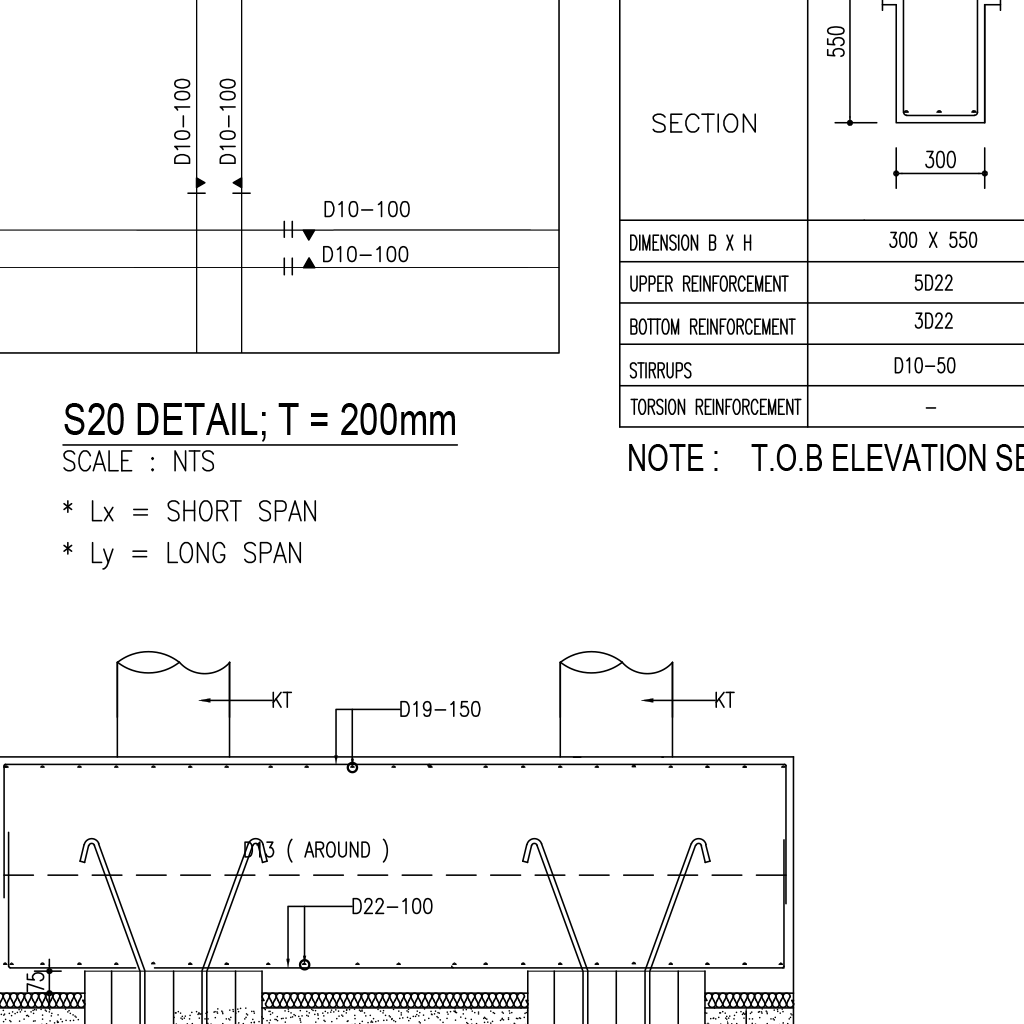 D10-100
D10-100
D10-100
D10-100
S20 DETAIL; T = 200mm
SCALE : NTS
* Lx = SHORT SPAN
* Ly = LONG SPAN
550
SECTION
300
DIMENSION B X H 300 X 550
UPPER REINFORCEMENT 5D22
BOTTOM REINFORCEMENT 3D22
STIRRUPS D10-50
TORSION REINFORCEMENT -
NOTE : T.O.B ELEVATION
KT
D19-150
KT
D13 ( AROUND )
D22-100
75